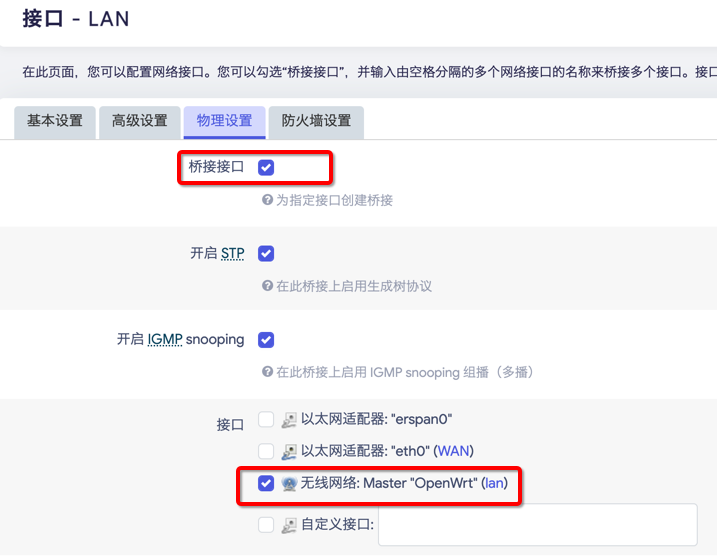 接口 - LAN
在此页面，您可以配置网络接口。您可以勾选“桥接接口”，并输入由空格分隔的多个网络接口的名称来桥接多个接口。接口
基本设置 高级设置 物理设置 防火墙设置
桥接接口
为指定接口创建桥接
开启 STP
在此桥接上启用生成树协议
开启 IGMP snooping
在此桥接上启用 IGMP snooping 组播（多播）
接口 以太网适配器: "erspan0"
以太网适配器: "eth0" (WAN)
无线网络: Master "OpenWrt" (lan)
自定义接口: